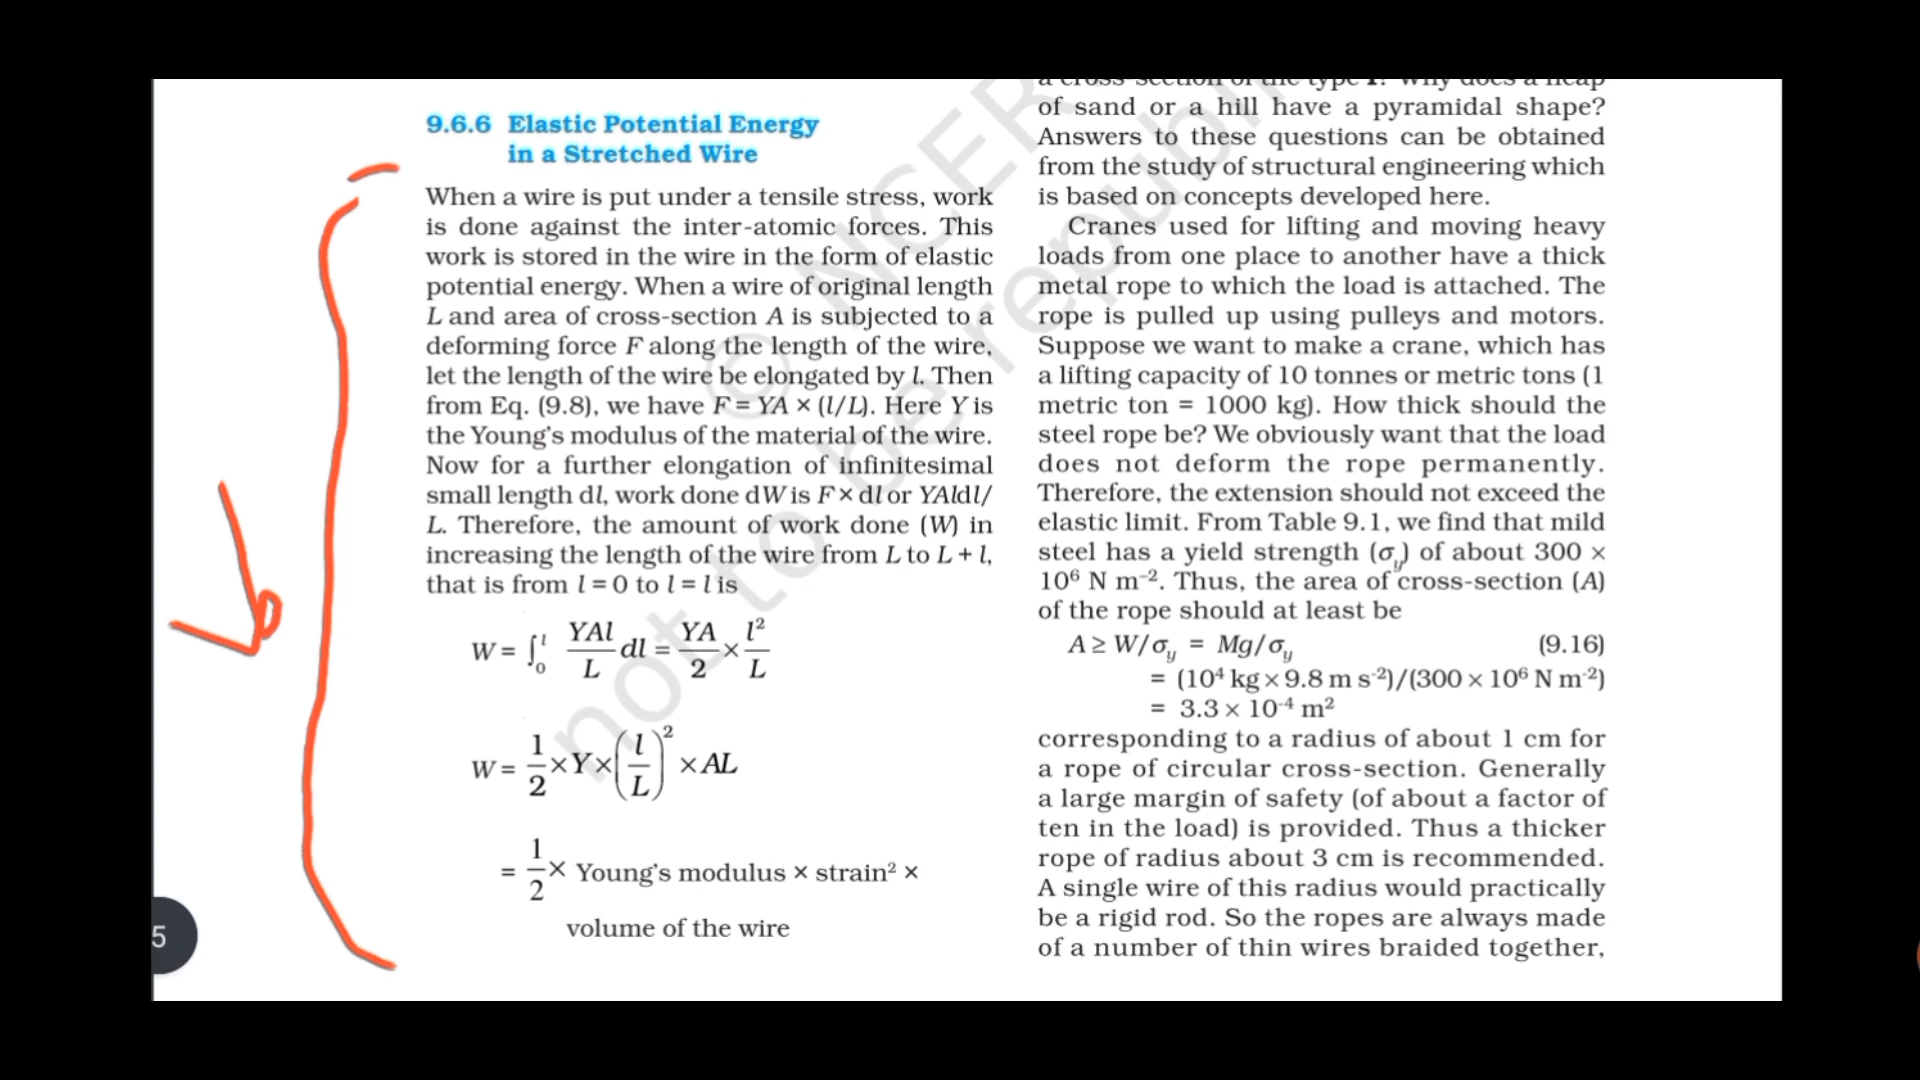 9.6.6 Elastic Potential Energy
in a Stretched Wire
When a wire is put under a tensile stress, work
is done against the inter-atomic forces. This
work is stored in the wire in the form of elastic
potential energy. When a wire of original length
L and area of cross-section A is subjected to a
deforming force F along the length of the wire,
let the length of the wire be elongated by l. Then
from Eq. (9.8), we have F = YA × (l/L). Here Y is
the Young's modulus of the material of the wire.
Now for a further elongation of infinitesimal
small length dl, work done dW is F × dl or YAldl/
L. Therefore, the amount of work done (W) in
increasing the length of the wire from L to L + l,
that is from l = 0 to l = l is
W = ∫₀ˡ YAl/L dl = YA/2 × l²/L
W = 1/2 × Y × (l/L)² × AL
= 1/2 × Young's modulus × strain² ×
volume of the wire
5
a cross-section of the type I? Why does a heap
of sand or a hill have a pyramidal shape?
Answers to these questions can be obtained
from the study of structural engineering which
is based on concepts developed here.
Cranes used for lifting and moving heavy
loads from one place to another have a thick
metal rope to which the load is attached. The
rope is pulled up using pulleys and motors.
Suppose we want to make a crane, which has
a lifting capacity of 10 tonnes or metric tons (1
metric ton = 1000 kg). How thick should the
steel rope be? We obviously want that the load
does not deform the rope permanently.
Therefore, the extension should not exceed the
elastic limit. From Table 9.1, we find that mild
steel has a yield strength (σy) of about 300 ×
10⁶ N m⁻². Thus, the area of cross-section (A)
of the rope should at least be
A ≥ W/σy = Mg/σy (9.16)
= (10⁴ kg × 9.8 m s⁻²)/(300 × 10⁶ N m⁻²)
= 3.3 × 10⁻⁴ m²
corresponding to a radius of about 1 cm for
a rope of circular cross-section. Generally
a large margin of safety (of about a factor of
ten in the load) is provided. Thus a thicker
rope of radius about 3 cm is recommended.
A single wire of this radius would practically
be a rigid rod. So the ropes are always made
of a number of thin wires braided together,
© NCER
not to be republi